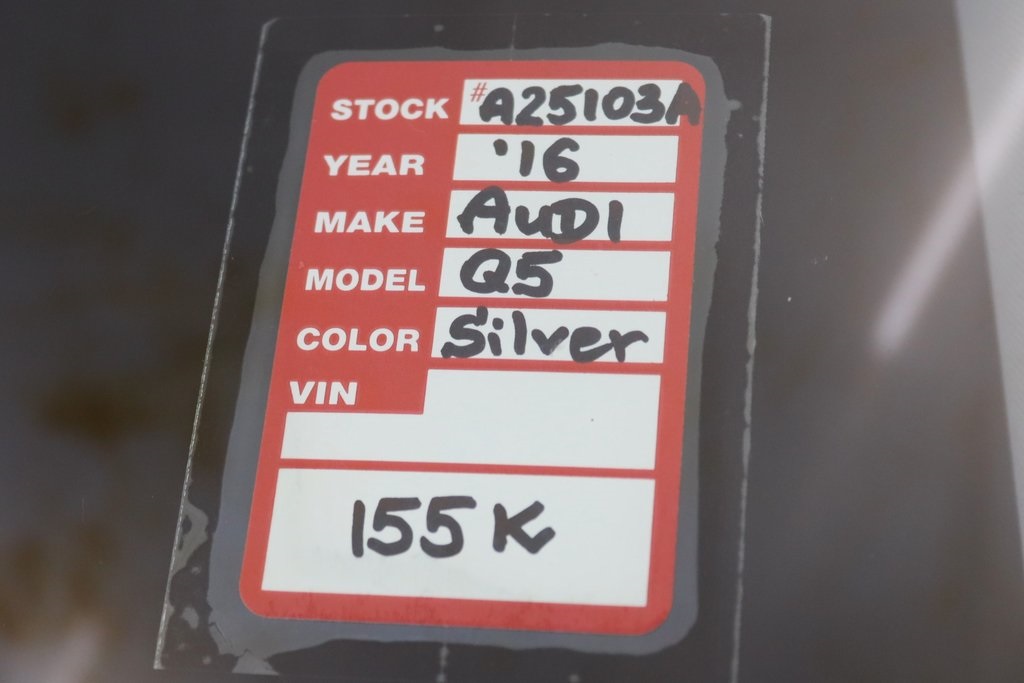 STOCK #A25103A
YEAR '16
MAKE AUDI
MODEL Q5
COLOR Silver
VIN
155K